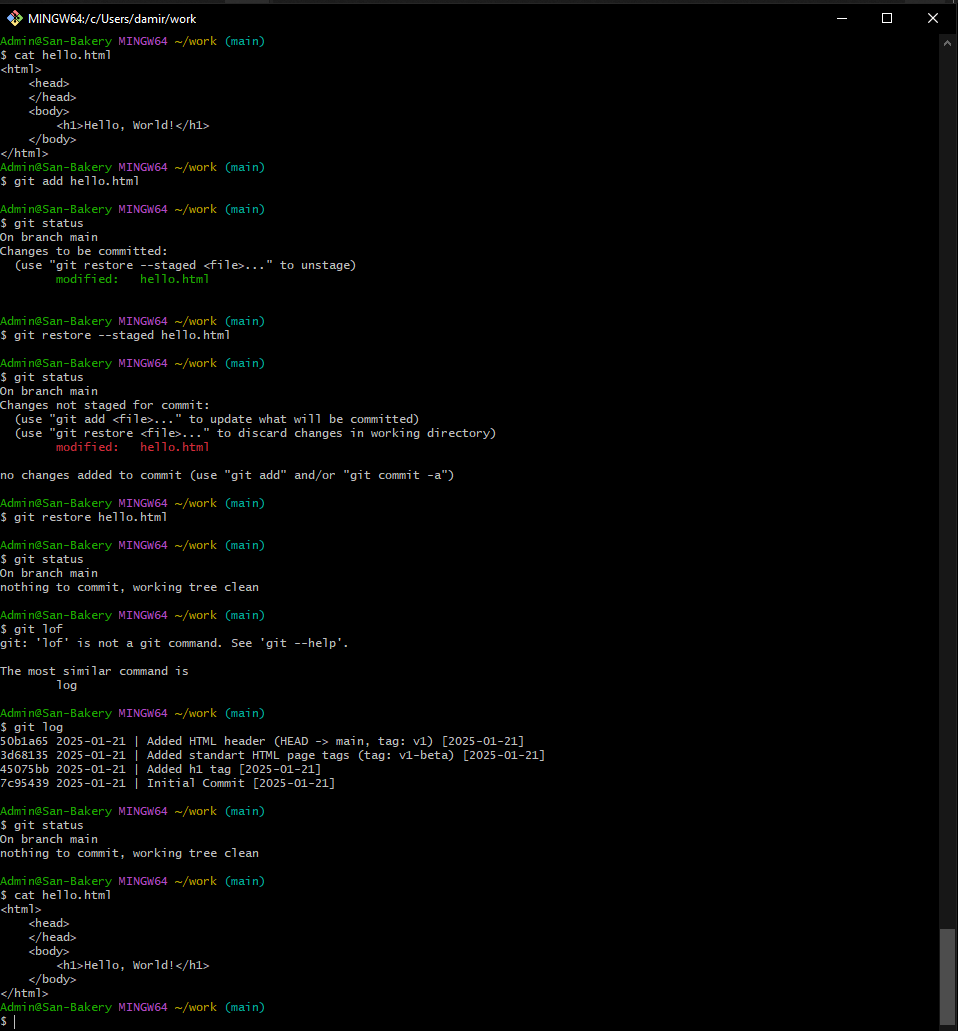 MINGW64:/c/Users/damir/work
Admin@San-Bakery MINGW64 ~/work (main)
$ cat hello.html
<html>
    <head>
    </head>
    <body>
        <h1>Hello, World!</h1>
    </body>
</html>
Admin@San-Bakery MINGW64 ~/work (main)
$ git add hello.html

Admin@San-Bakery MINGW64 ~/work (main)
$ git status
On branch main
Changes to be committed:
  (use "git restore --staged <file>..." to unstage)
        modified:   hello.html


Admin@San-Bakery MINGW64 ~/work (main)
$ git restore --staged hello.html

Admin@San-Bakery MINGW64 ~/work (main)
$ git status
On branch main
Changes not staged for commit:
  (use "git add <file>..." to update what will be committed)
  (use "git restore <file>..." to discard changes in working directory)
        modified:   hello.html

no changes added to commit (use "git add" and/or "git commit -a")

Admin@San-Bakery MINGW64 ~/work (main)
$ git restore hello.html

Admin@San-Bakery MINGW64 ~/work (main)
$ git status
On branch main
nothing to commit, working tree clean

Admin@San-Bakery MINGW64 ~/work (main)
$ git lof
git: 'lof' is not a git command. See 'git --help'.

The most similar command is
        log

Admin@San-Bakery MINGW64 ~/work (main)
$ git log
50b1a65 2025-01-21 | Added HTML header (HEAD -> main, tag: v1) [2025-01-21]
3d68135 2025-01-21 | Added standart HTML page tags (tag: v1-beta) [2025-01-21]
45075bb 2025-01-21 | Added h1 tag [2025-01-21]
7c95439 2025-01-21 | Initial Commit [2025-01-21]

Admin@San-Bakery MINGW64 ~/work (main)
$ git status
On branch main
nothing to commit, working tree clean

Admin@San-Bakery MINGW64 ~/work (main)
$ cat hello.html
<html>
    <head>
    </head>
    <body>
        <h1>Hello, World!</h1>
    </body>
</html>
Admin@San-Bakery MINGW64 ~/work (main)
$